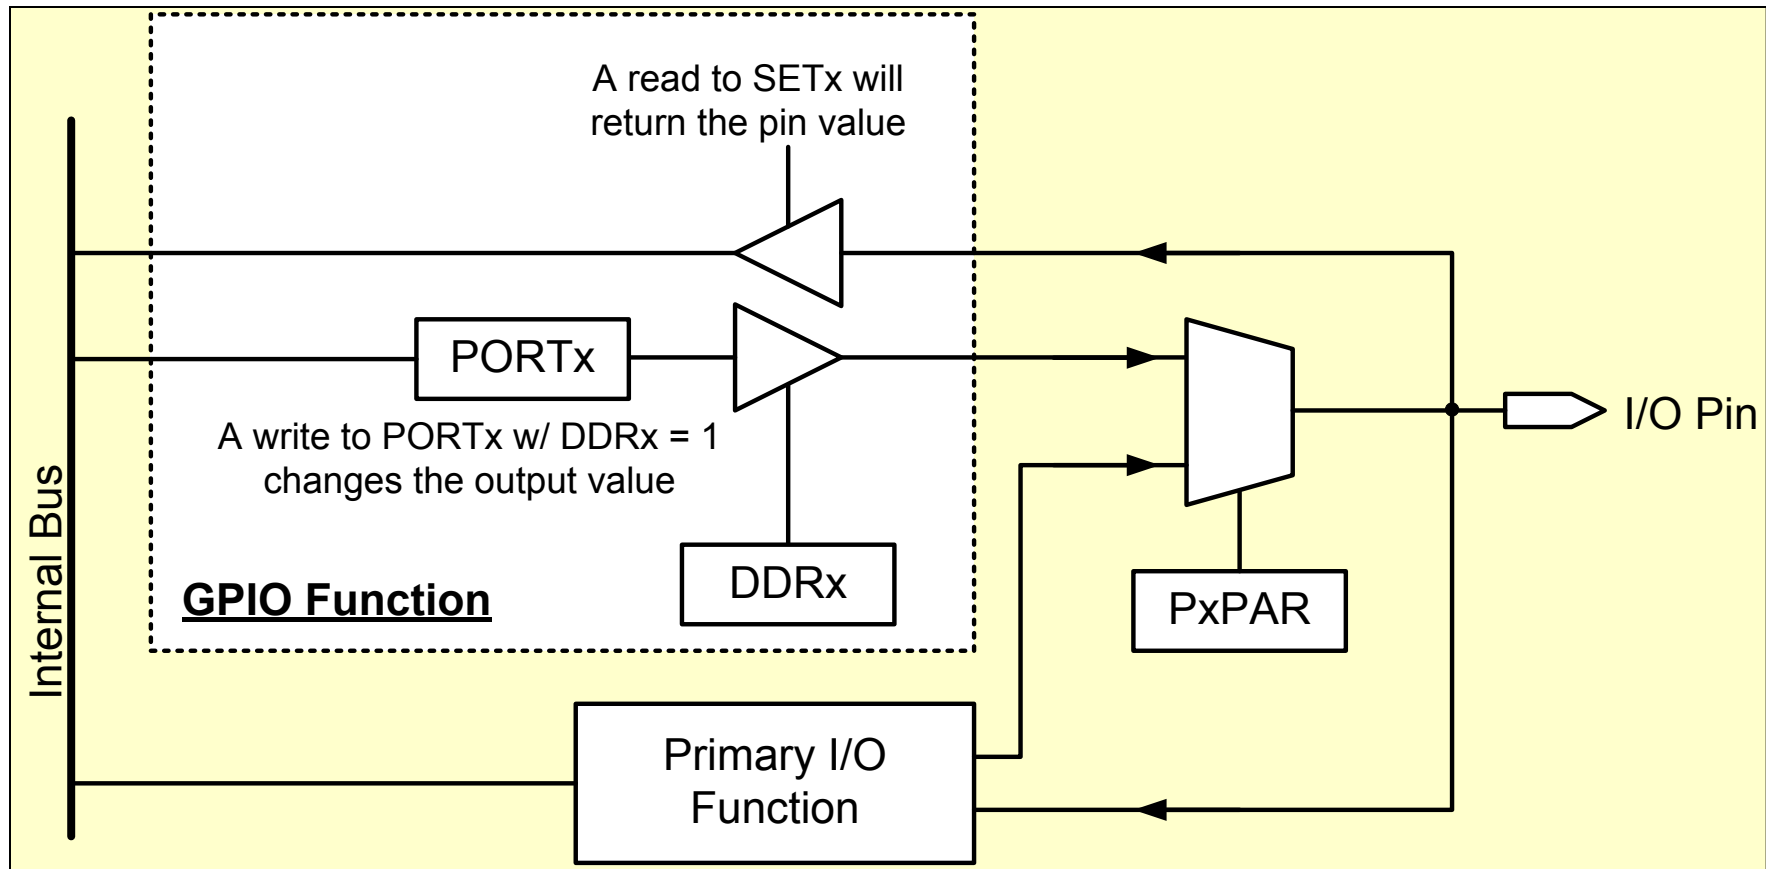 A read to SETx will
return the pin value
PORTx
A write to PORTx w/ DDRx = 1
changes the output value
I/O Pin
Internal Bus
DDRx
GPIO Function
PxPAR
Primary I/O
Function